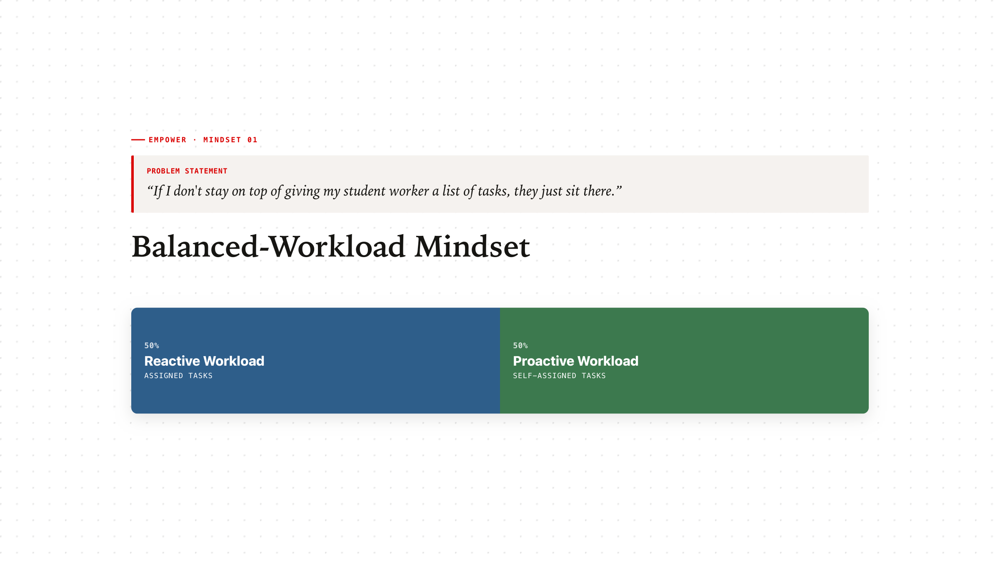 EMPOWER · MINDSET 01
PROBLEM STATEMENT
“If I don't stay on top of giving my student worker a list of tasks, they just sit there.”
Balanced-Workload Mindset
50%
Reactive Workload
ASSIGNED TASKS
50%
Proactive Workload
SELF-ASSIGNED TASKS